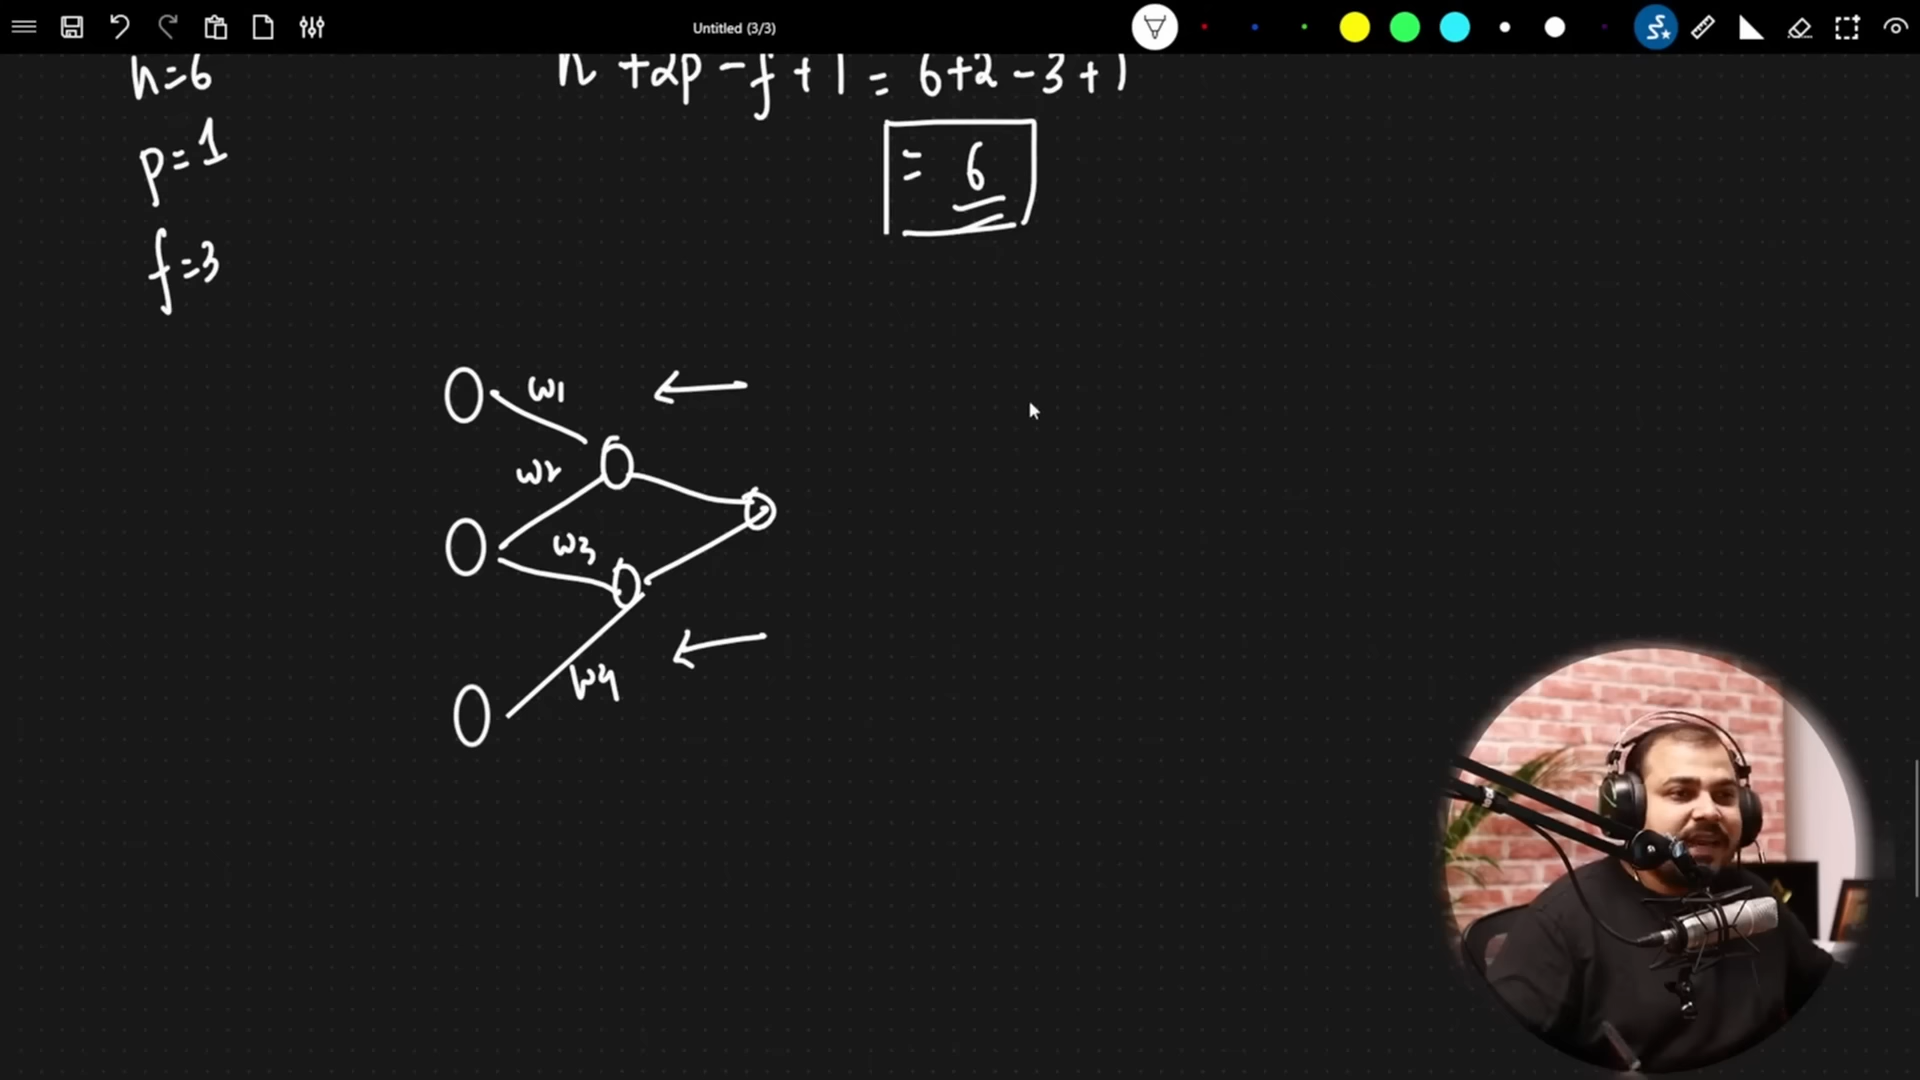 Untitled (3/3)
n=6
n + 2p - f + 1 = 6+2-3+1
p=1
= 6
f=3
w1
w2
w3
w4